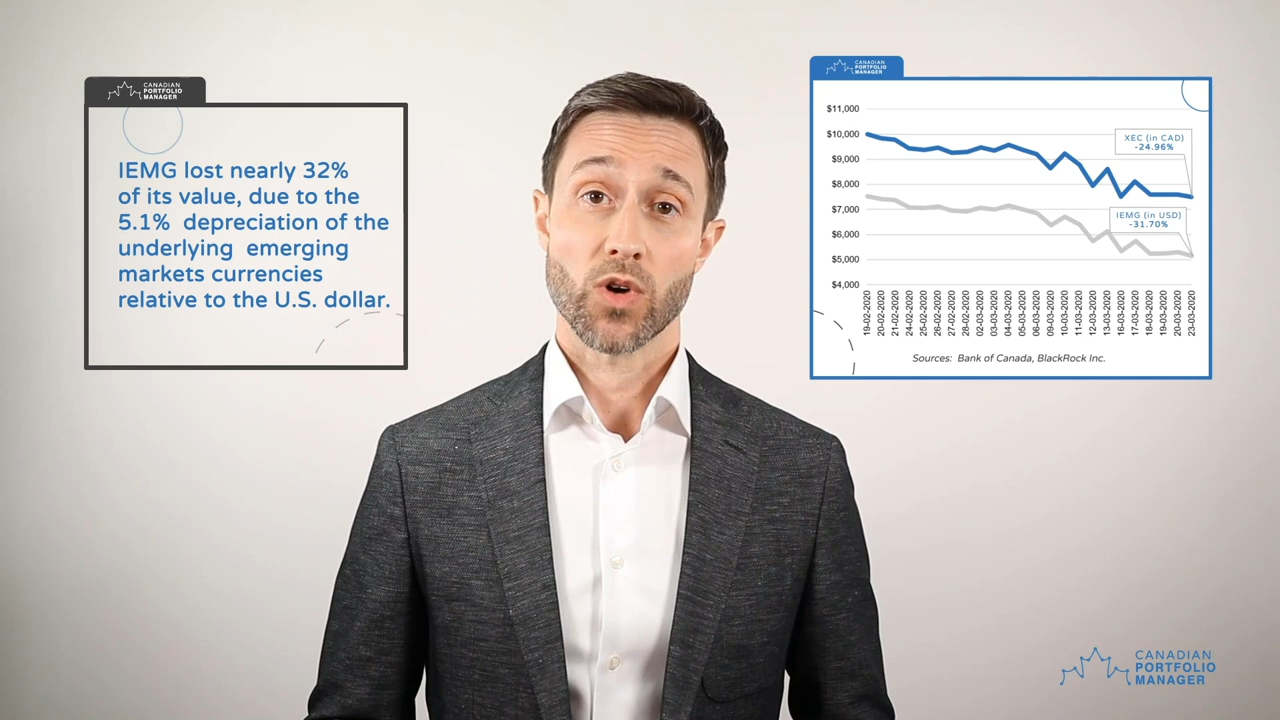 CANADIAN
PORTFOLIO
MANAGER
IEMG lost nearly 32%
of its value, due to the
5.1% depreciation of the
underlying emerging
markets currencies
relative to the U.S. dollar.
CANADIAN
PORTFOLIO
MANAGER
$11,000
$10,000
$9,000
$8,000
$7,000
$6,000
$5,000
$4,000
XEC (in CAD)
-24.96%
IEMG (in USD)
-31.70%
19-02-2020
20-02-2020
21-02-2020
24-02-2020
25-02-2020
26-02-2020
27-02-2020
28-02-2020
02-03-2020
03-03-2020
04-03-2020
05-03-2020
06-03-2020
09-03-2020
10-03-2020
11-03-2020
12-03-2020
13-03-2020
16-03-2020
17-03-2020
18-03-2020
19-03-2020
20-03-2020
23-03-2020
Sources: Bank of Canada, BlackRock Inc.
CANADIAN
PORTFOLIO
MANAGER